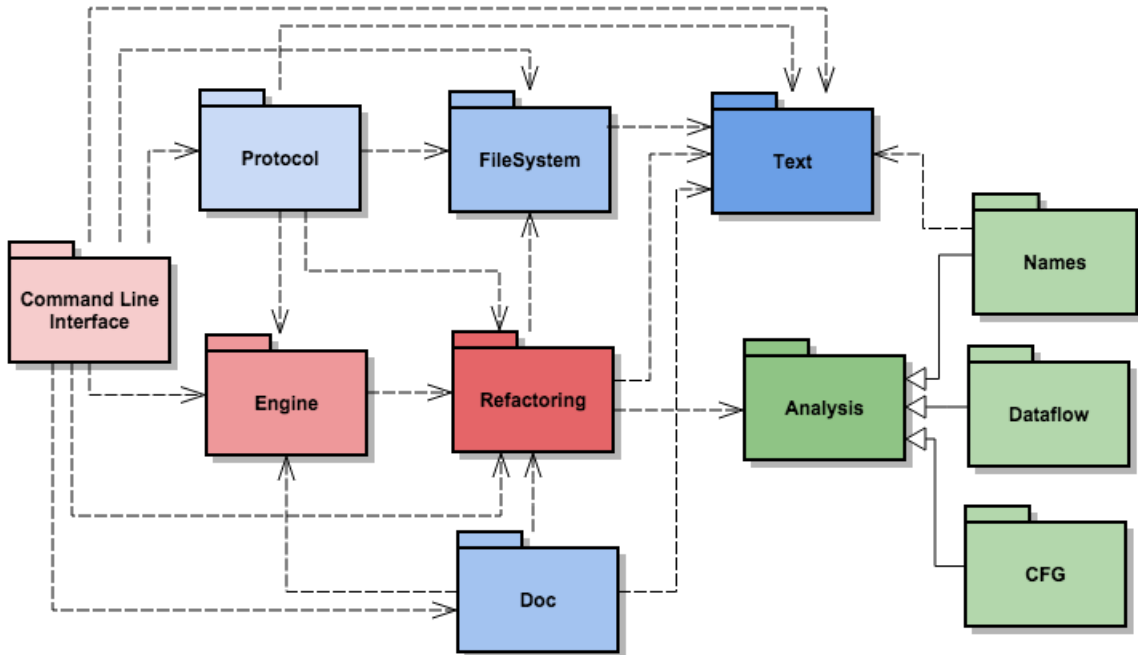 Protocol
FileSystem
Text
Names
Command Line
Interface
Engine
Refactoring
Analysis
Dataflow
Doc
CFG